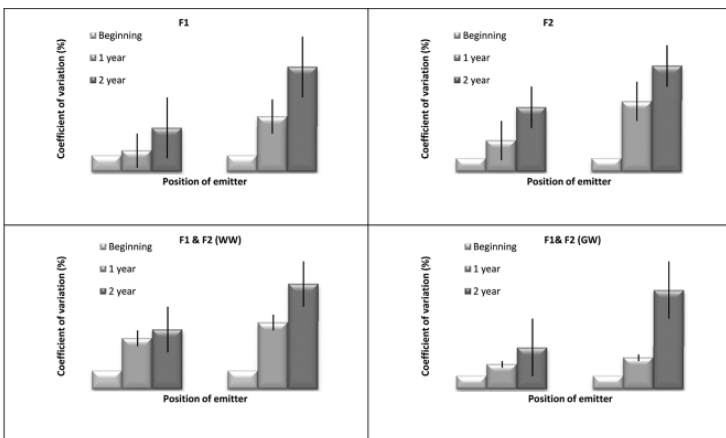 F1
Beginning
1 year
2 year
Coefficient of variation (%)
Position of emitter
F2
Beginning
1 year
2 year
Coefficient of variation (%)
Position of emitter
F1 & F2 (WW)
Beginning
1 year
2 year
Coefficient of variation (%)
Position of emitter
F1& F2 (GW)
Beginning
1 year
2 year
Coefficient of variation (%)
Position of emitter